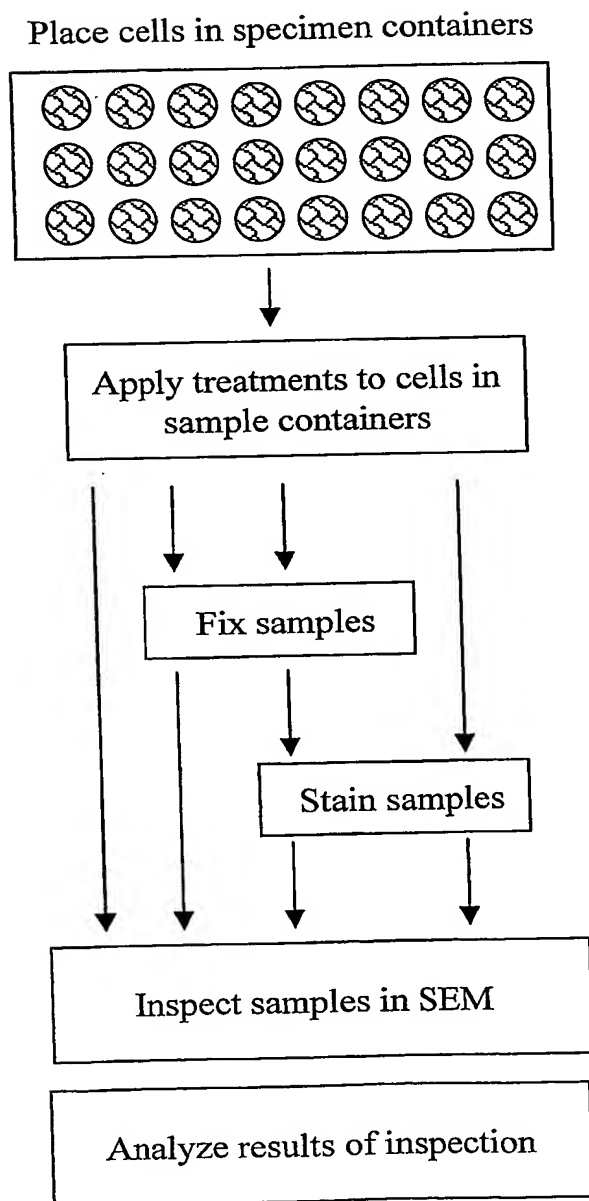 Place cells in specimen containers
Apply treatments to cells in
sample containers
Fix samples
Stain samples
Inspect samples in SEM
Analyze results of inspection